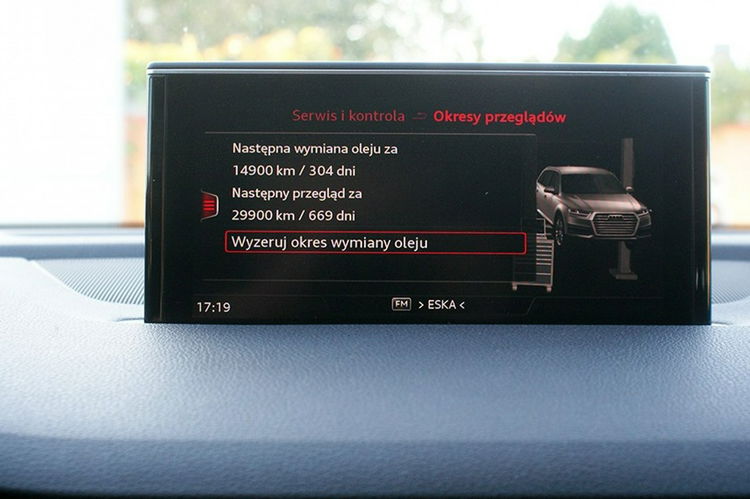 Serwis i kontrola Okresy przeglądów
Następna wymiana oleju za
14900 km / 304 dni
Następny przegląd za
29900 km / 669 dni
Wyzeruj okres wymiany oleju
17:19 FM > ESKA <